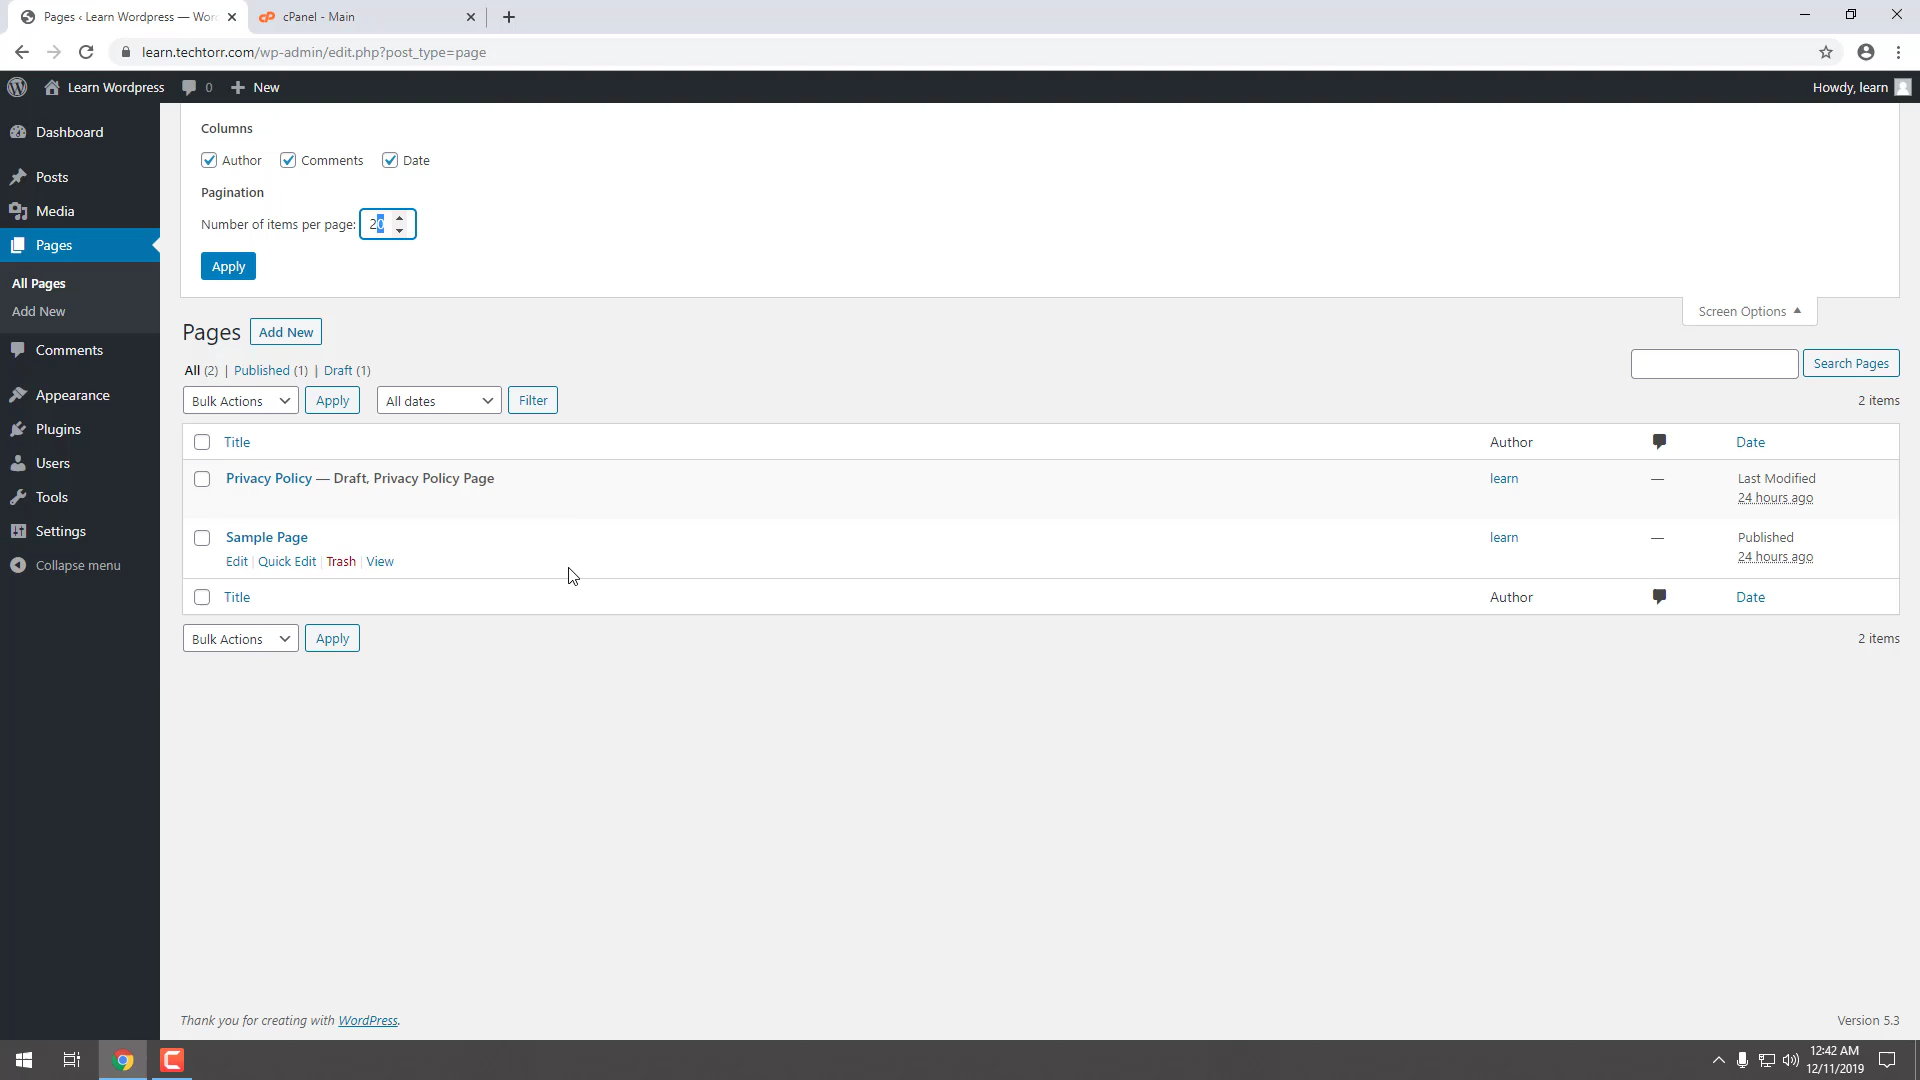 Pages ‹ Learn Wordpress — Wor
cPanel - Main
learn.techtorr.com/wp-admin/edit.php?post_type=page
Learn Wordpress 0 New
Howdy, learn
Dashboard
Posts
Media
Pages
All Pages
Add New
Comments
Appearance
Plugins
Users
Tools
Settings
Collapse menu
Columns
Author Comments Date
Pagination
Number of items per page: 20
Apply
Screen Options
Pages Add New
All (2) | Published (1) | Draft (1)
Search Pages
Bulk Actions Apply All dates Filter
2 items
Title Author Date
Privacy Policy — Draft, Privacy Policy Page learn — Last Modified
24 hours ago
Sample Page learn — Published
Edit | Quick Edit | Trash | View 24 hours ago
Title Author Date
Bulk Actions Apply
2 items
Thank you for creating with WordPress.
Version 5.3
12:42 AM
12/11/2019